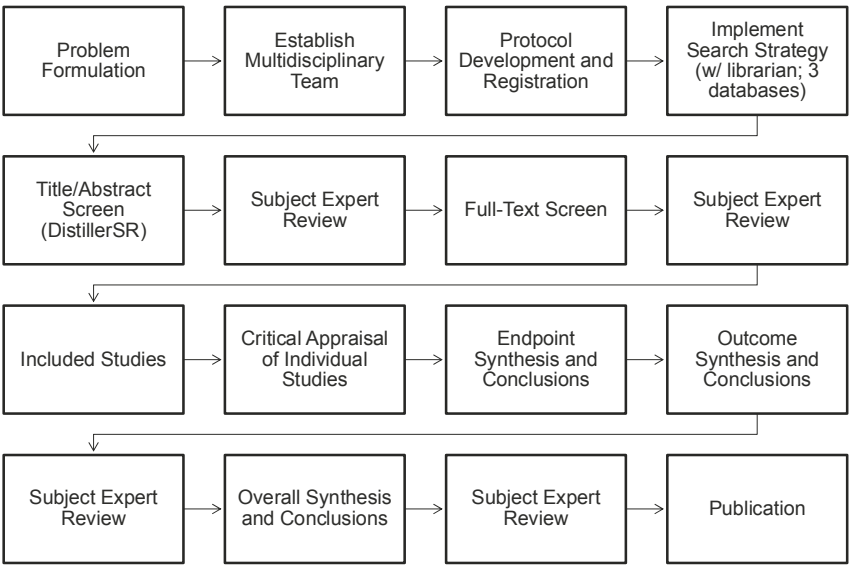 Problem
Formulation
Establish
Multidisciplinary
Team
Protocol
Development and
Registration
Implement
Search Strategy
(w/ librarian; 3
databases)
Title/Abstract
Screen
(DistillerSR)
Subject Expert
Review
Full-Text Screen
Subject Expert
Review
Included Studies
Critical Appraisal
of Individual
Studies
Endpoint
Synthesis and
Conclusions
Outcome
Synthesis and
Conclusions
Subject Expert
Review
Overall Synthesis
and Conclusions
Subject Expert
Review
Publication